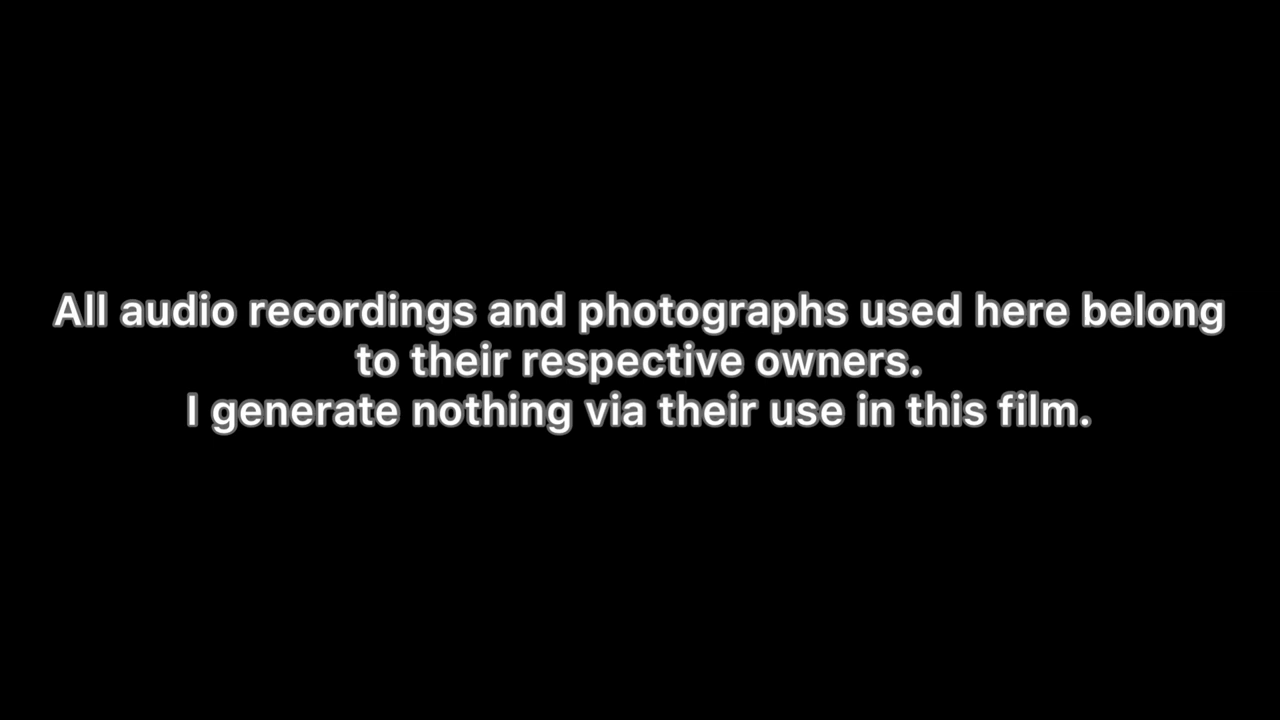 All audio recordings and photographs used here belong
to their respective owners.
I generate nothing via their use in this film.